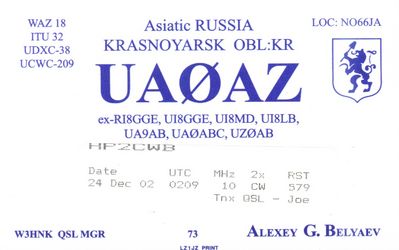 WAZ 18
ITU 32
UDXC-38
UCWC-209
Asiatic RUSSIA
KRASNOYARSK OBL:KR
LOC: NO66JA
UAØAZ
ex-RI8GGE, UI8GGE, UI8MD, UI8LB,
UA9AB, UAØABC, UZØAB
HP2CWB
Date UTC MHz 2x RST
24 Dec 02 0209 10 CW 579
Tnx QSL - Joe
W3HNK QSL MGR 73 ALEXEY G. BELYAEV
LZ1JZ PRINT